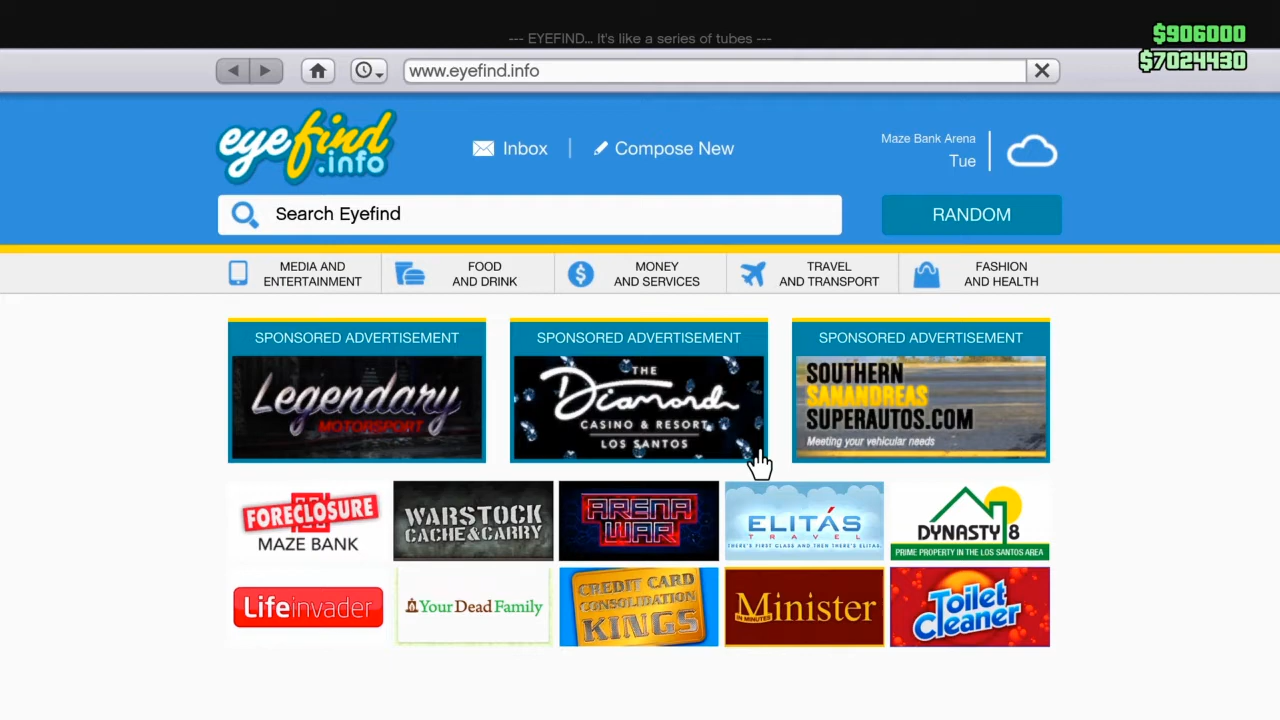 --- EYEFIND... It's like a series of tubes ---
$906000
$7024430
www.eyefind.info
eyefind
.info
Inbox
Compose New
Maze Bank Arena
Tue
Search Eyefind
RANDOM
MEDIA AND
ENTERTAINMENT
FOOD
AND DRINK
MONEY
AND SERVICES
TRAVEL
AND TRANSPORT
FASHION
AND HEALTH
SPONSORED ADVERTISEMENT
Legendary
MOTORSPORT
SPONSORED ADVERTISEMENT
THE
Diamond
CASINO & RESORT
LOS SANTOS
SPONSORED ADVERTISEMENT
SOUTHERN
SANANDREAS
SUPERAUTOS.COM
Meeting your vehicular needs
FORECLOSURE
MAZE BANK
WARSTOCK
CACHE&CARRY
ARENA
WAR
ELITÁS
TRAVEL
THERE'S FIRST CLASS AND THEN THERE'S ELITAS.
DYNASTY 8
PRIME PROPERTY IN THE LOS SANTOS AREA
Lifeinvader
Your Dead Family
CREDIT CARD
CONSOLIDATION
KINGS
Minister
IN MINUTES
Toilet
Cleaner